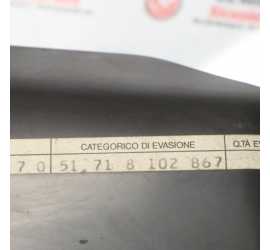 CATEGORICO DI EVASIONE Q.TÀ E
7 0 51.71 8 102 867